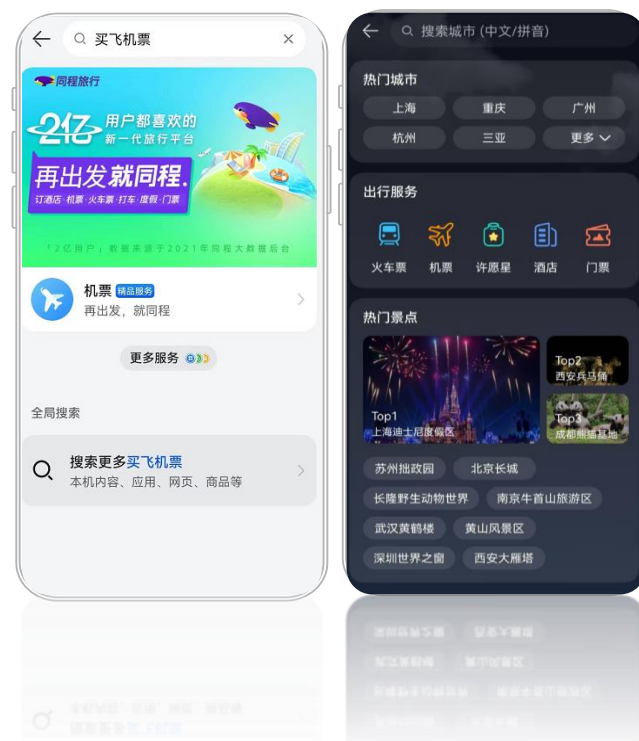 买飞机票
同程旅行
2亿 用户都喜欢的
新一代旅行平台
再出发就同程.
订酒店·机票·火车票·打车·度假·门票
「2亿用户」数据来源于2021年同程大数据后台
机票 精品服务
再出发，就同程
更多服务
全局搜索
搜索更多买飞机票
本机内容、应用、网页、商品等
搜索城市 (中文/拼音)
热门城市
上海 重庆 广州
杭州 三亚 更多
出行服务
火车票 机票 许愿星 酒店 门票
热门景点
Top1
上海迪士尼度假区
Top2
西安兵马俑
Top3
成都熊猫基地
苏州拙政园 北京长城
长隆野生动物世界 南京牛首山旅游区
武汉黄鹤楼 黄山风景区
深圳世界之窗 西安大雁塔